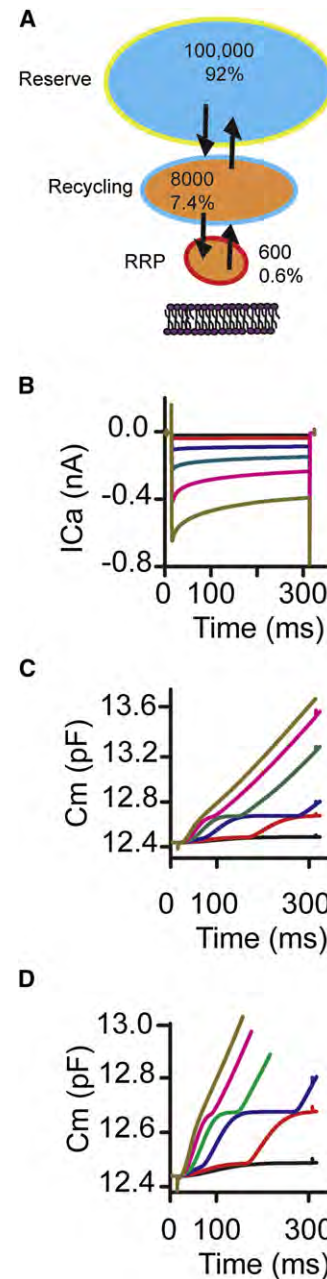 A
100,000
92%
Reserve
Recycling
8000
7.4%
RRP
600
0.6%
B
0.0
-0.4
-0.8
ICa (nA)
0 100 300
Time (ms)
C
13.6
13.2
12.8
12.4
Cm (pF)
0 100 300
Time (ms)
D
13.0
12.8
12.6
12.4
Cm (pF)
0 100 300
Time (ms)